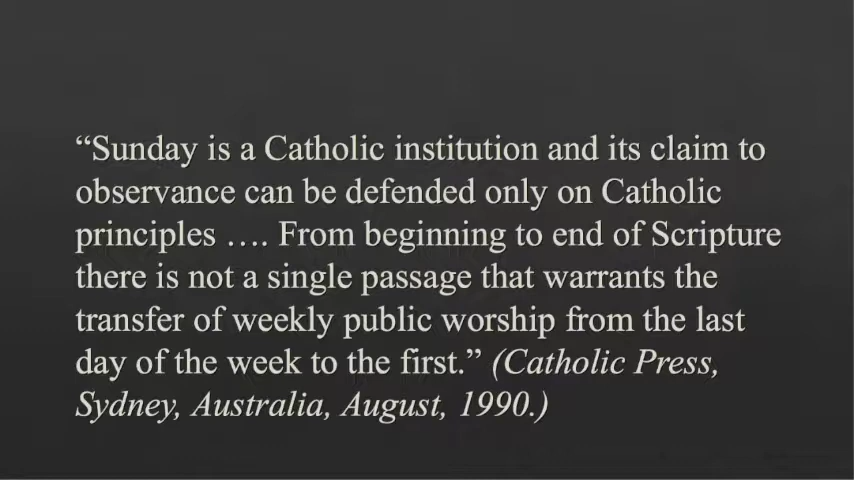 “Sunday is a Catholic institution and its claim to
observance can be defended only on Catholic
principles …. From beginning to end of Scripture
there is not a single passage that warrants the
transfer of weekly public worship from the last
day of the week to the first.” (Catholic Press,
Sydney, Australia, August, 1990.)